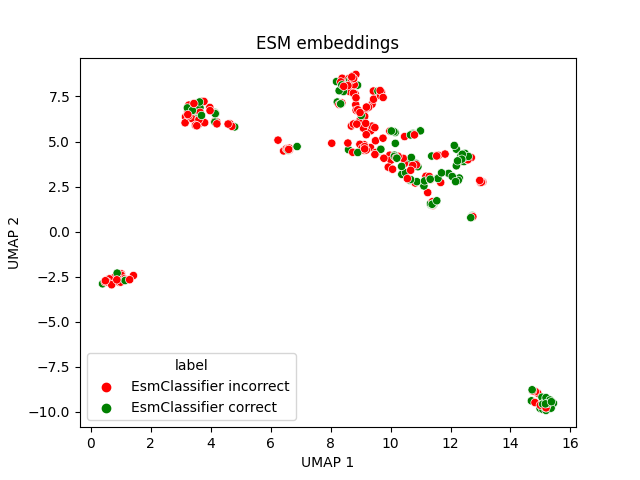 ESM embeddings
UMAP 2
7.5
5.0
2.5
0.0
−2.5
−5.0
−7.5
−10.0
label
EsmClassifier incorrect
EsmClassifier correct
0 2 4 6 8 10 12 14 16
UMAP 1